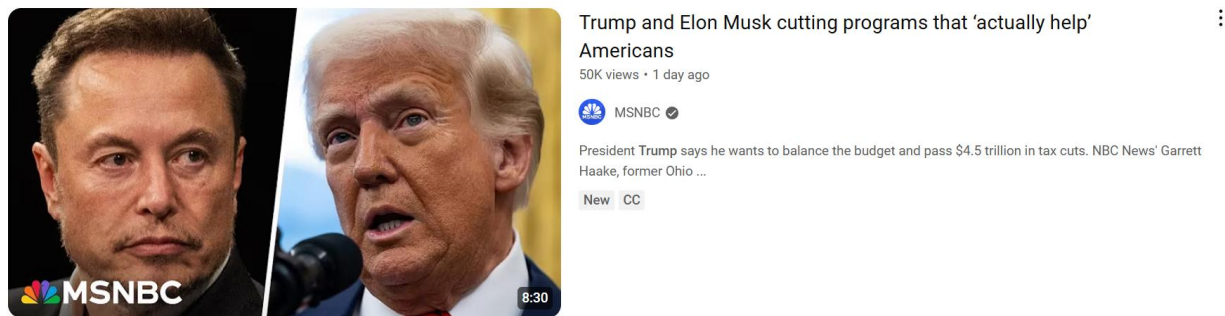 MSNBC
8:30
Trump and Elon Musk cutting programs that ‘actually help’
Americans
50K views • 1 day ago
MSNBC
MSNBC
President Trump says he wants to balance the budget and pass $4.5 trillion in tax cuts. NBC News' Garrett
Haake, former Ohio ...
New CC